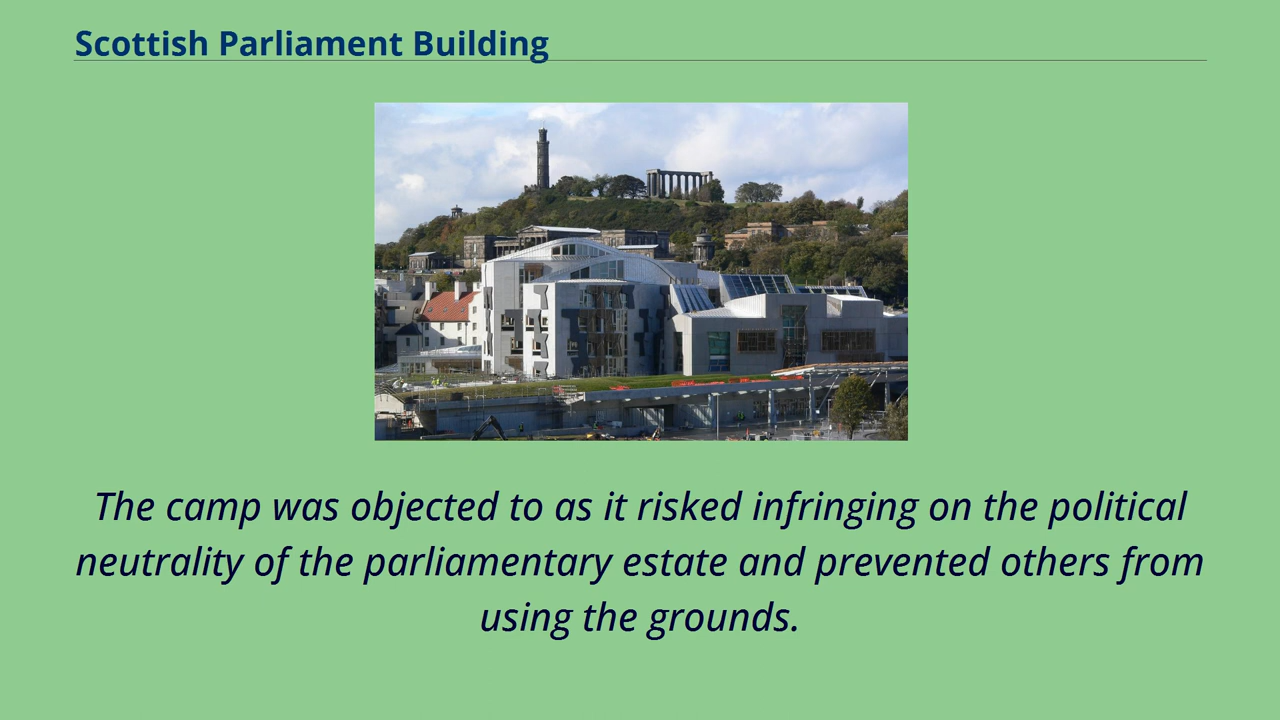 Scottish Parliament Building
The camp was objected to as it risked infringing on the political
neutrality of the parliamentary estate and prevented others from
using the grounds.